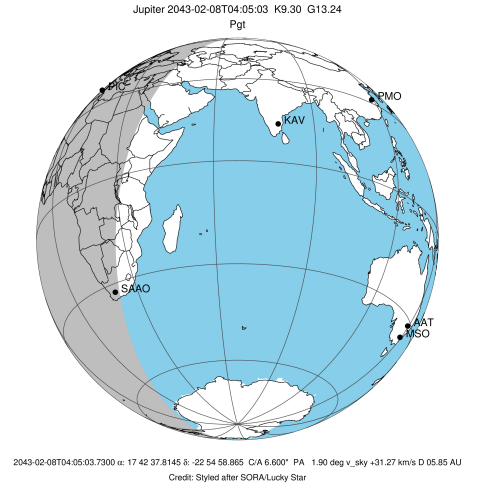 Jupiter 2043-02-08T04:05:03 K9.30 G13.24
Pgt
PIC
PMO
KAV
SAAO
AAT
MSO
2043-02-08T04:05:03.7300 α: 17 42 37.8145 δ: -22 54 58.865 C/A 6.600" PA 1.90 deg v_sky +31.27 km/s D 05.85 AU
Credit: Styled after SORA/Lucky Star